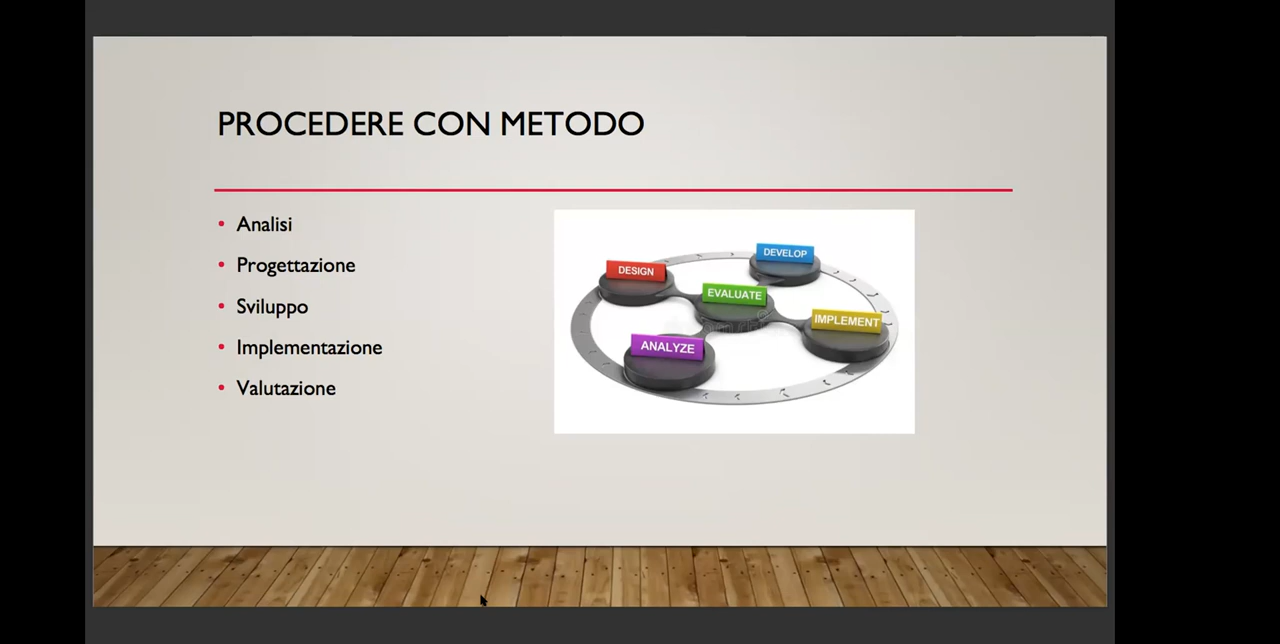 PROCEDERE CON METODO
Analisi
Progettazione
Sviluppo
Implementazione
Valutazione
DEVELOP
DESIGN
EVALUATE
IMPLEMENT
ANALYZE